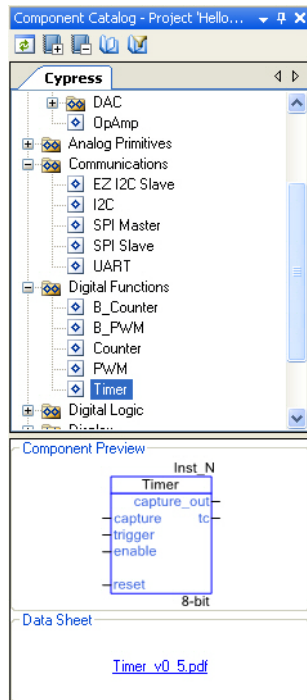 Component Catalog - Project 'Hello...
Cypress
DAC
OpAmp
Analog Primitives
Communications
EZ I2C Slave
I2C
SPI Master
SPI Slave
UART
Digital Functions
B_Counter
B_PWM
Counter
PWM
Timer
Digital Logic
Display
Component Preview
Inst_N
Timer
capture_out
capture tc
trigger
enable
reset
8-bit
Data Sheet
Timer_v0_5.pdf